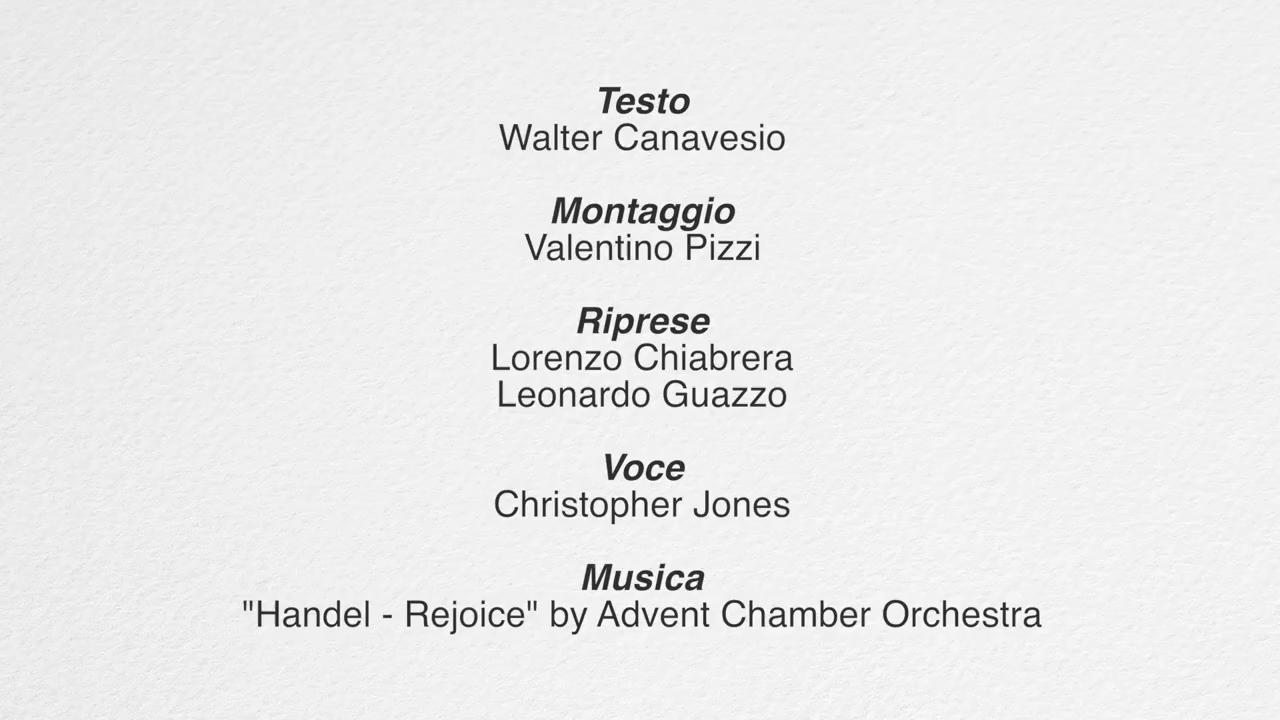 Testo
Walter Canavesio
Montaggio
Valentino Pizzi
Riprese
Lorenzo Chiabrera
Leonardo Guazzo
Voce
Christopher Jones
Musica
"Handel - Rejoice" by Advent Chamber Orchestra